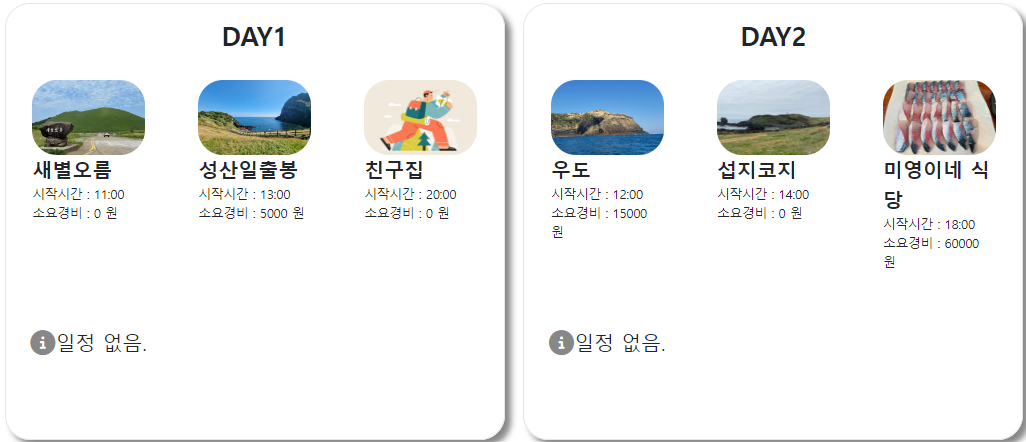 DAY1
새별오름
시작시간 : 11:00
소요경비 : 0 원
성산일출봉
시작시간 : 13:00
소요경비 : 5000 원
친구집
시작시간 : 20:00
소요경비 : 0 원
일정 없음.
DAY2
우도
시작시간 : 12:00
소요경비 : 15000
원
섭지코지
시작시간 : 14:00
소요경비 : 0 원
미영이네 식
당
시작시간 : 18:00
소요경비 : 60000
원
일정 없음.